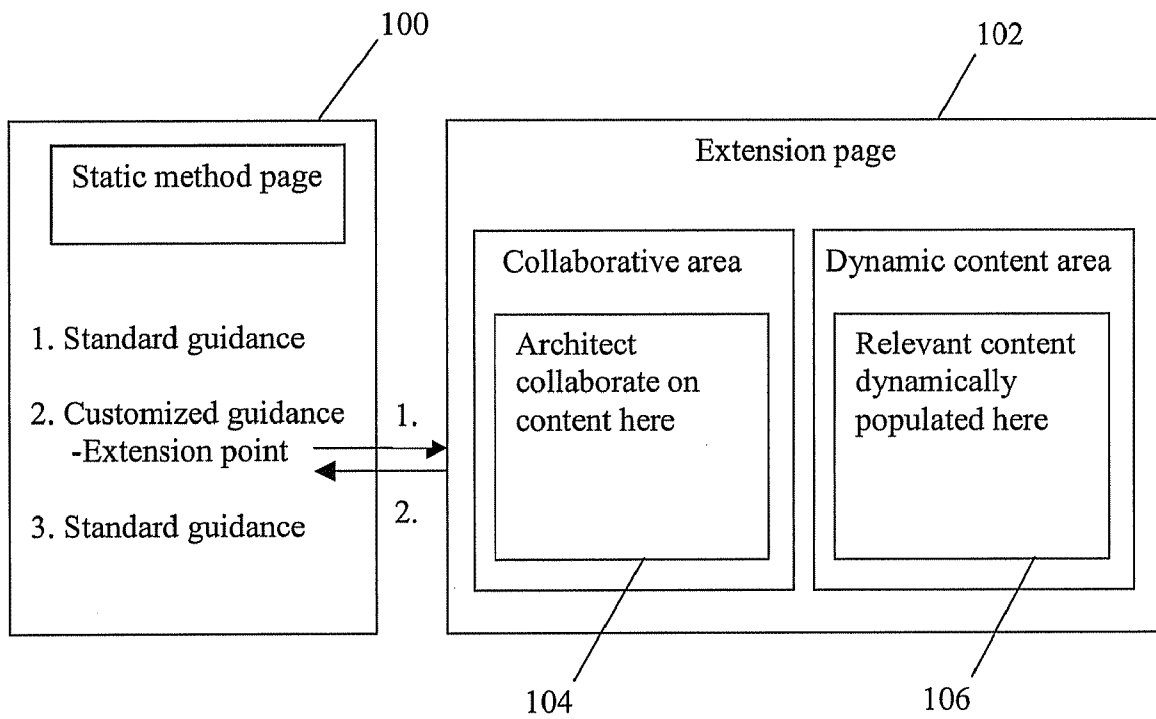 100
102
Static method page
1. Standard guidance
2. Customized guidance
-Extension point
3. Standard guidance
1.
2.
Extension page
Collaborative area
Architect
collaborate on
content here
Dynamic content area
Relevant content
dynamically
populated here
104
106